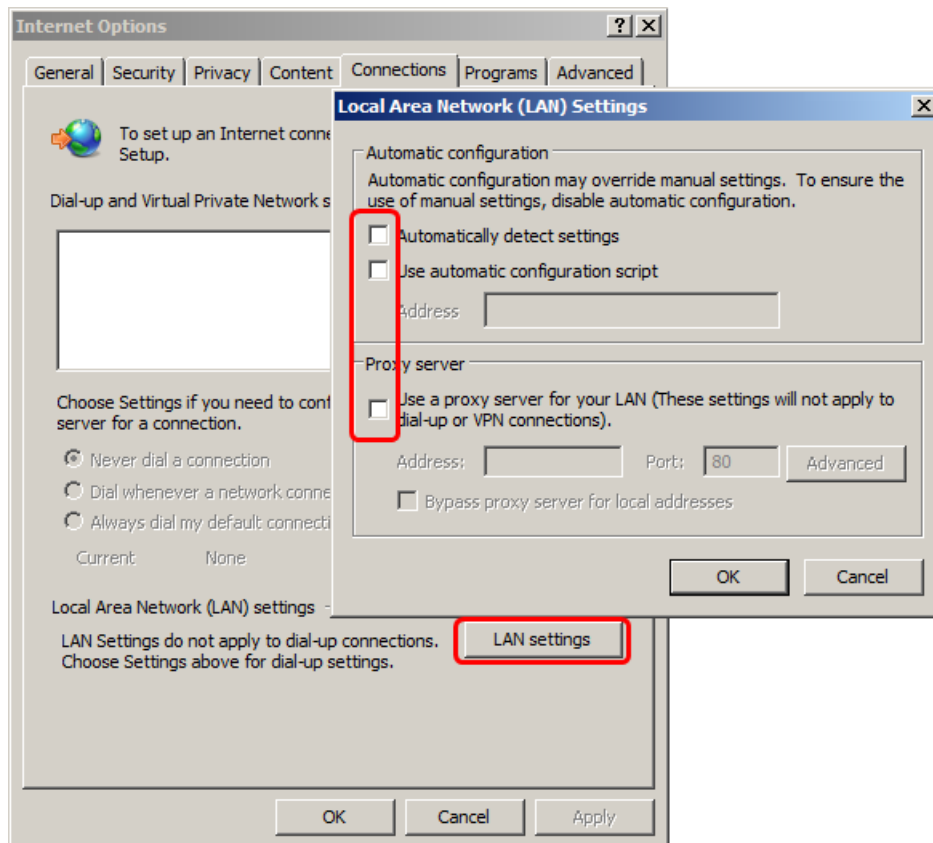 Internet Options
General Security Privacy Content Connections Programs Advanced
To set up an Internet conne
Setup.
Dial-up and Virtual Private Network s
Choose Settings if you need to conf
server for a connection.
Never dial a connection
Dial whenever a network conne
Always dial my default connecti
Current None
Local Area Network (LAN) settings
LAN Settings do not apply to dial-up connections.
Choose Settings above for dial-up settings.
LAN settings
OK Cancel Apply
Local Area Network (LAN) Settings
Automatic configuration
Automatic configuration may override manual settings. To ensure the
use of manual settings, disable automatic configuration.
Automatically detect settings
Use automatic configuration script
Address
Proxy server
Use a proxy server for your LAN (These settings will not apply to
dial-up or VPN connections).
Address: Port: 80 Advanced
Bypass proxy server for local addresses
OK Cancel